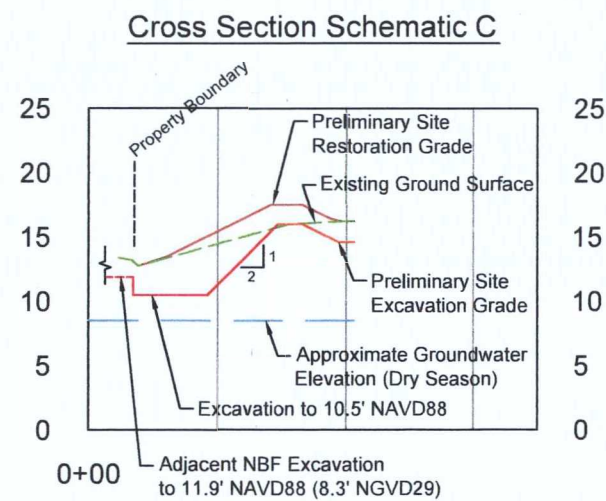 Cross Section Schematic C
Property Boundary
25
20
15
10
5
0
25
20
15
10
5
0
Preliminary Site
Restoration Grade
Existing Ground Surface
1
2
Preliminary Site
Excavation Grade
Approximate Groundwater
Elevation (Dry Season)
Excavation to 10.5' NAVD88
0+00
Adjacent NBF Excavation
to 11.9' NAVD88 (8.3' NGVD29)